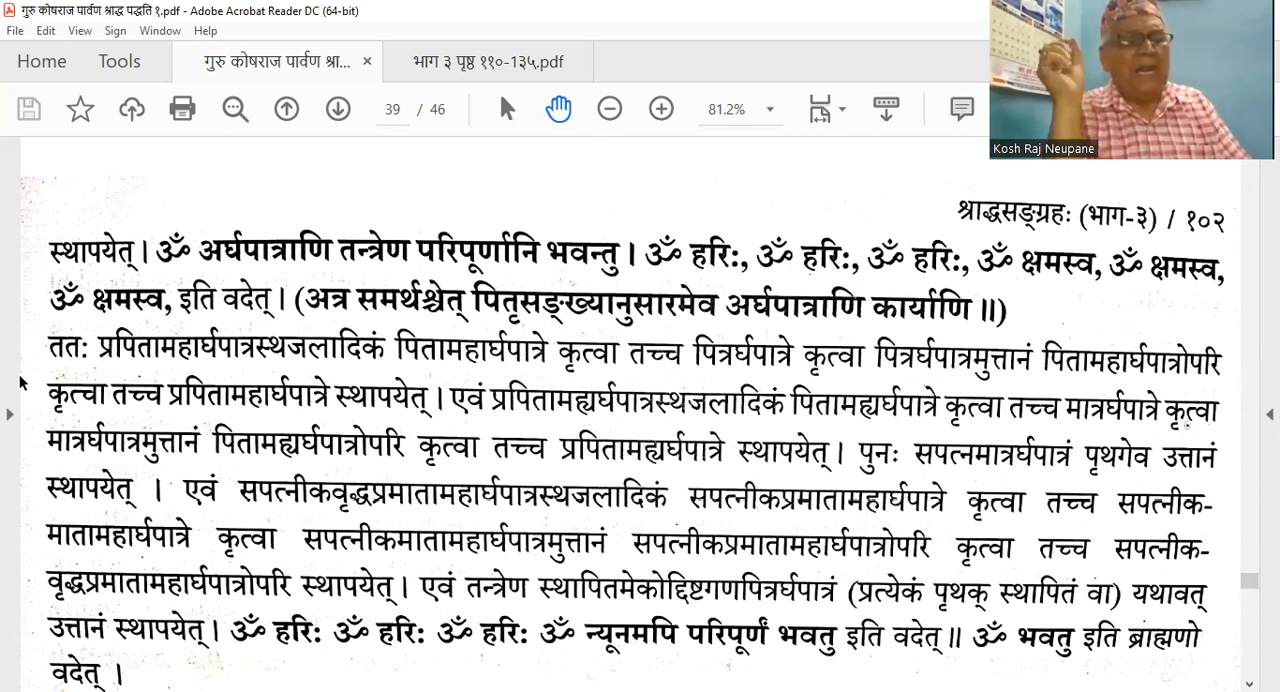 गुरु कोषराज पार्वण श्राद्ध पद्धति १.pdf - Adobe Acrobat Reader DC (64-bit)
File Edit View Sign Window Help
Home Tools गुरु कोषराज पार्वण श्रा... × भाग ३ पृष्ठ ११०-१३५.pdf
39 / 46 81.2%
Kosh Raj Neupane
श्राद्धसङ्ग्रहः (भाग-३) / १०२
स्थापयेत् । ॐ अर्घपात्राणि तन्त्रेण परिपूर्णानि भवन्तु । ॐ हरिः, ॐ हरिः, ॐ हरिः, ॐ क्षमस्व, ॐ क्षमस्व,
ॐ क्षमस्व, इति वदेत् । (अत्र समर्थश्चेत् पितृसङ्ख्यानुसारमेव अर्घपात्राणि कार्याणि ॥)
ततः प्रपितामहार्घपात्रस्थजलादिकं पितामहार्घपात्रे कृत्वा तच्च पित्रर्घपात्रे कृत्वा पित्रर्घपात्रमुत्तानं पितामहार्घपात्रोपरि
कृत्वा तच्च प्रपितामहार्घपात्रे स्थापयेत् । एवं प्रपितामह्यर्घपात्रस्थजलादिकं पितामह्यर्घपात्रे कृत्वा तच्च मात्रर्घपात्रे कृत्वा
मात्रर्घपात्रमुत्तानं पितामह्यर्घपात्रोपरि कृत्वा तच्च प्रपितामह्यर्घपात्रे स्थापयेत् । पुनः सपत्नमात्रर्घपात्रं पृथगेव उत्तानं
स्थापयेत् । एवं सपत्नीकवृद्धप्रमातामहार्घपात्रस्थजलादिकं सपत्नीकप्रमातामहार्घपात्रे कृत्वा तच्च सपत्नीक-
मातामहार्घपात्रे कृत्वा सपत्नीकमातामहार्घपात्रमुत्तानं सपत्नीकप्रमातामहार्घपात्रोपरि कृत्वा तच्च सपत्नीक-
वृद्धप्रमातामहार्घपात्रोपरि स्थापयेत् । एवं तन्त्रेण स्थापितमेकोद्दिष्टगणपित्रर्घपात्रं (प्रत्येकं पृथक् स्थापितं वा) यथावत्
उत्तानं स्थापयेत् । ॐ हरिः ॐ हरिः ॐ हरिः ॐ न्यूनमपि परिपूर्णं भवतु इति वदेत् ॥ ॐ भवतु इति ब्राह्मणो
वदेत् ।